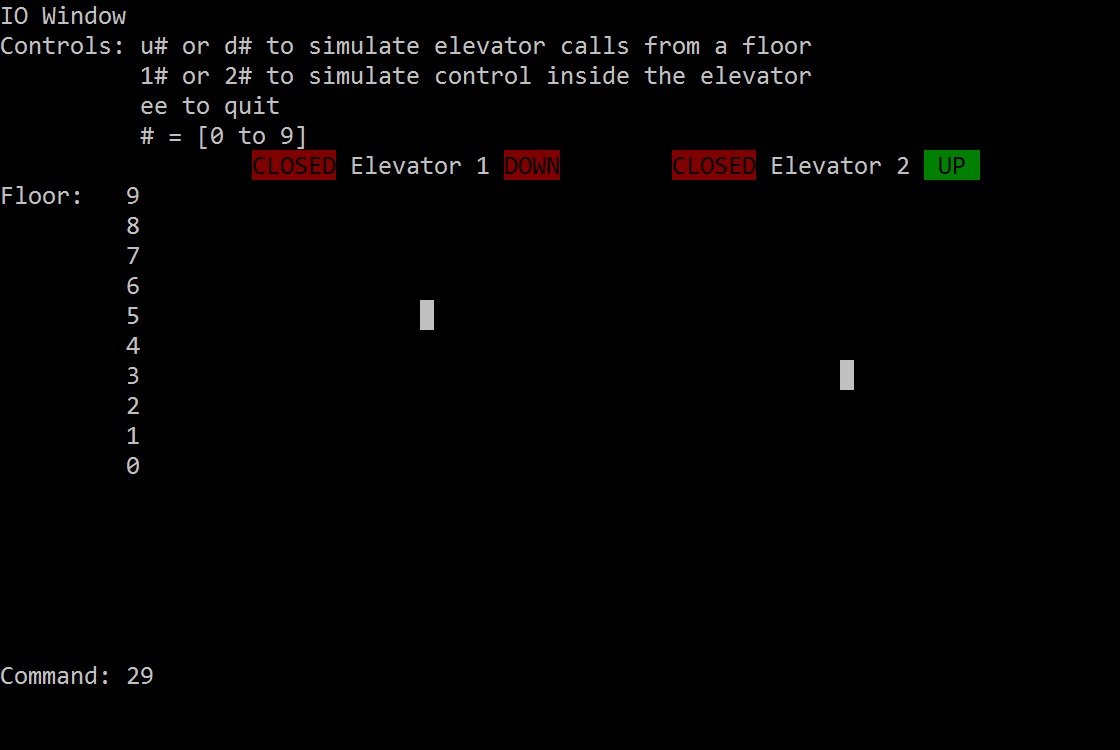 IO Window
Controls: u# or d# to simulate elevator calls from a floor
1# or 2# to simulate control inside the elevator
ee to quit
# = [0 to 9]
CLOSED Elevator 1 DOWN CLOSED Elevator 2 UP
Floor: 9
8
7
6
5
4
3
2
1
0
Command: 29